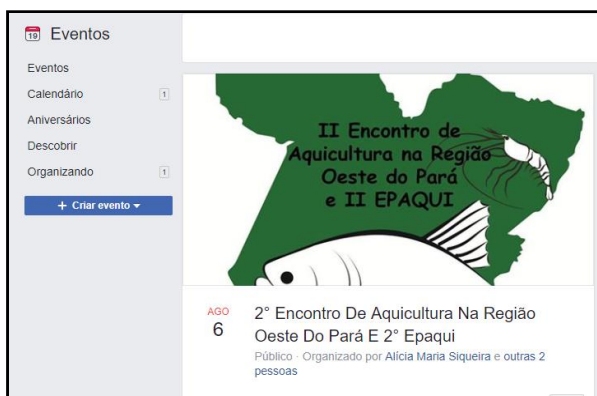 19
Eventos
Eventos
Calendário 1
Aniversários
Descobrir
Organizando 1
+ Criar evento
II Encontro de
Aquicultura na Região
Oeste do Pará
e II EPAQUI
AGO
6
2° Encontro De Aquicultura Na Região
Oeste Do Pará E 2° Epaqui
Público · Organizado por Alícia Maria Siqueira e outras 2
pessoas